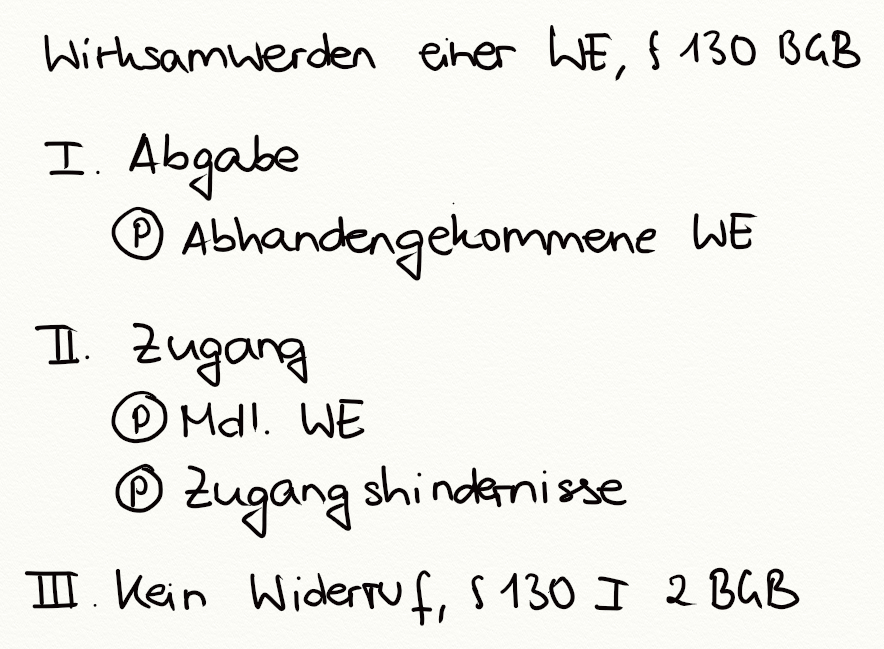 Wirksamwerden einer WE, § 130 BGB
I. Abgabe
Ⓟ Abhandengekommene WE
II. Zugang
Ⓟ Mdl. WE
Ⓟ Zugangshindernisse
III. Kein Widerruf, § 130 I 2 BGB